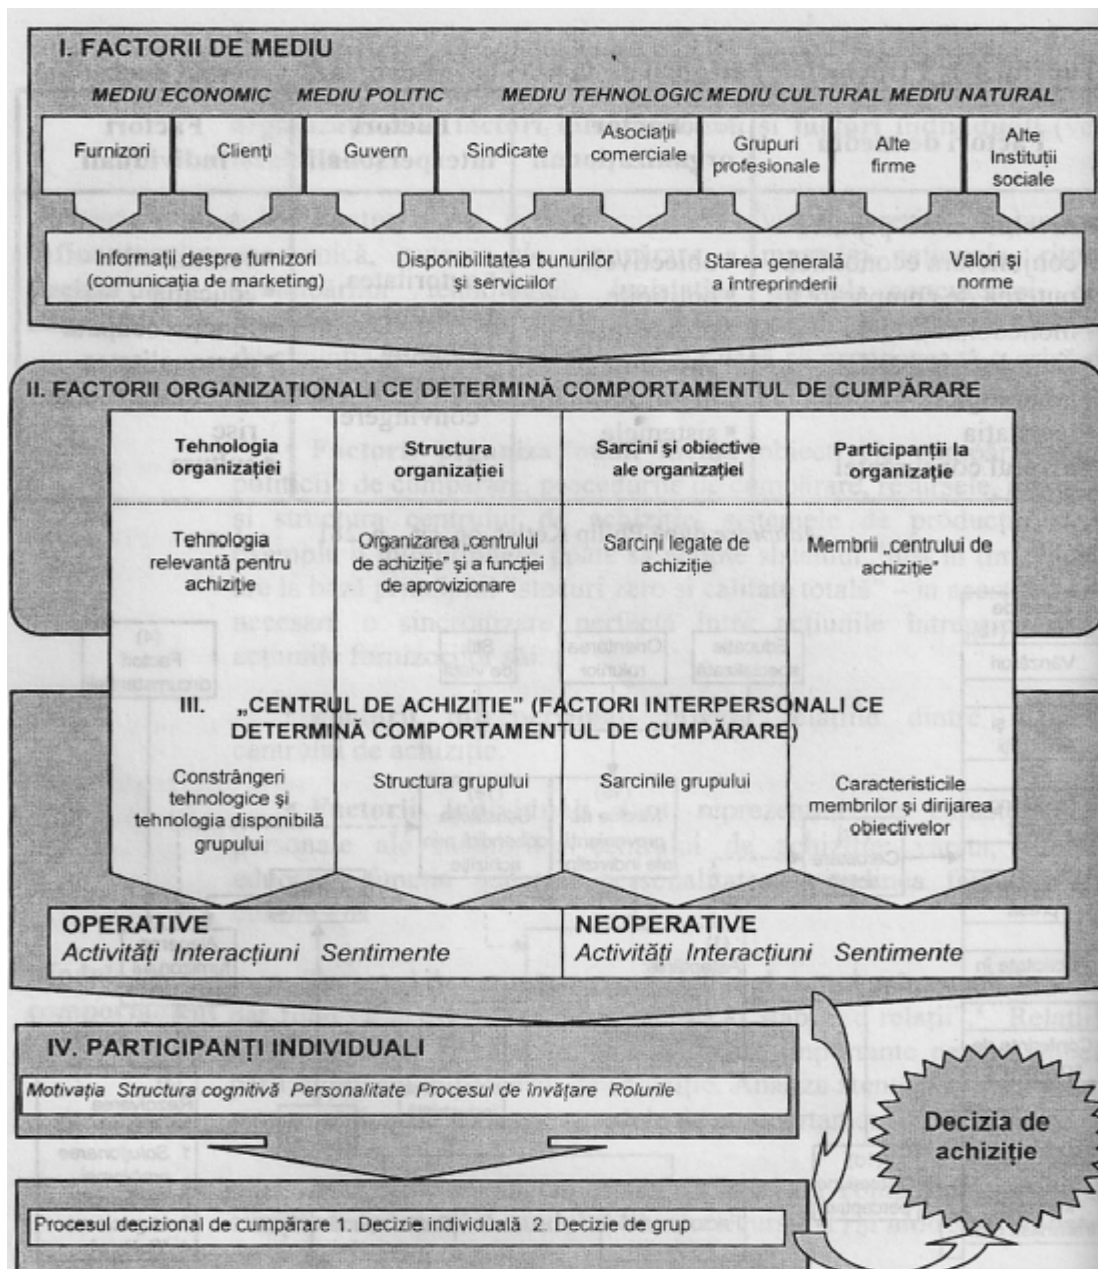 I. FACTORII DE MEDIU
MEDIU ECONOMIC MEDIU POLITIC MEDIU TEHNOLOGIC MEDIU CULTURAL MEDIU NATURAL
Furnizori
Clienți
Guvern
Sindicate
Asociații
comerciale
Grupuri
profesionale
Alte
firme
Alte
Instituții
sociale
Informații despre furnizori
(comunicația de marketing)
Disponibilitatea bunurilor
și serviciilor
Starea generală
a întreprinderii
Valori și
norme
II. FACTORII ORGANIZAȚIONALI CE DETERMINĂ COMPORTAMENTUL DE CUMPĂRARE
Tehnologia
organizației
Structura
organizației
Sarcini și obiective
ale organizației
Participanții la
organizație
Tehnologia
relevantă pentru
achiziție
Organizarea „centrului
de achiziție” și a funcției
de aprovizionare
Sarcini legate de
achiziție
Membrii „centrului de
achiziție”
III. „CENTRUL DE ACHIZIȚIE” (FACTORI INTERPERSONALI CE
DETERMINĂ COMPORTAMENTUL DE CUMPĂRARE)
Constrângeri
tehnologice și
tehnologia disponibilă
grupului
Structura grupului
Sarcinile grupului
Caracteristicile
membrilor și dirijarea
obiectivelor
OPERATIVE
Activități Interacțiuni Sentimente
NEOPERATIVE
Activități Interacțiuni Sentimente
IV. PARTICIPANȚI INDIVIDUALI
Motivația Structura cognitivă Personalitate Procesul de învățare Rolurile
Decizia de
achiziție
Procesul decizional de cumpărare 1. Decizie individuală 2. Decizie de grup